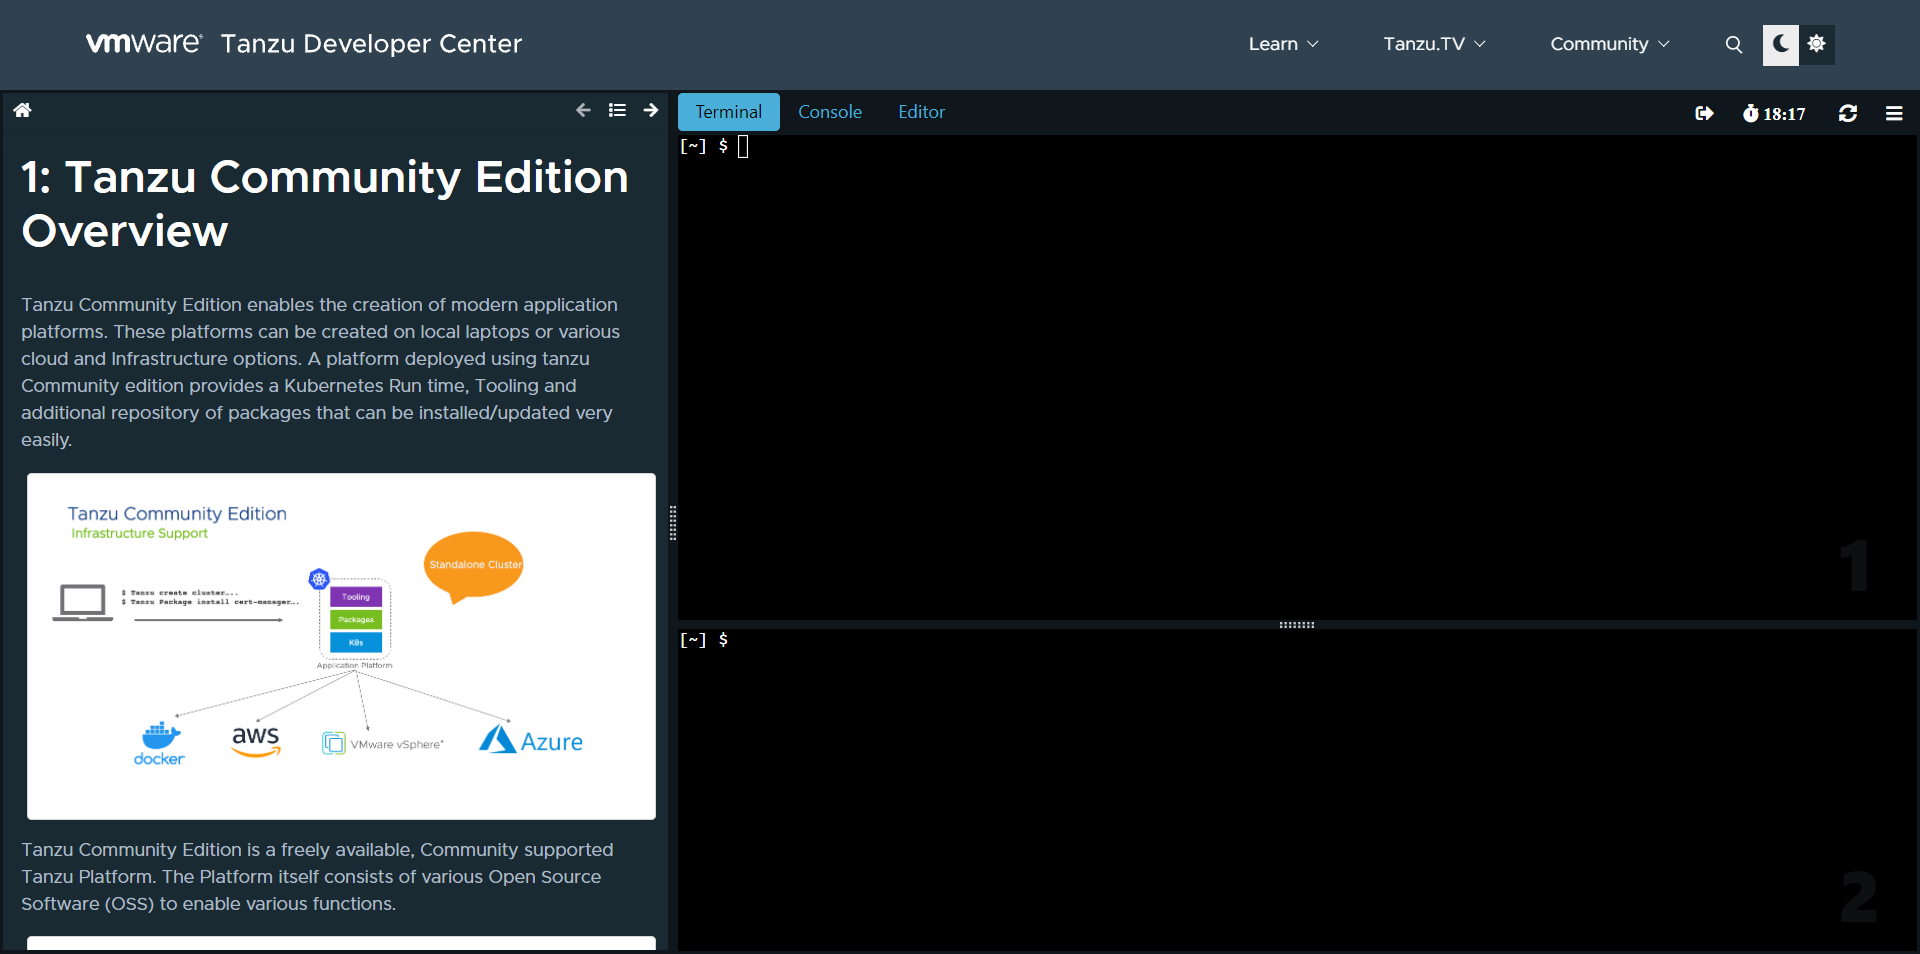 vmware® Tanzu Developer Center
Learn
Tanzu.TV
Community
Terminal
Console
Editor
18:17
1: Tanzu Community Edition
Overview
Tanzu Community Edition enables the creation of modern application
platforms. These platforms can be created on local laptops or various
cloud and Infrastructure options. A platform deployed using tanzu
Community edition provides a Kubernetes Run time, Tooling and
additional repository of packages that can be installed/updated very
easily.
Tanzu Community Edition
Infrastructure Support
Standalone Cluster
$ Tanzu create cluster...
$ Tanzu Package install cert-manager...
Tooling
Packages
K8s
Application Platform
docker
aws
VMware vSphere®
Azure
Tanzu Community Edition is a freely available, Community supported
Tanzu Platform. The Platform itself consists of various Open Source
Software (OSS) to enable various functions.
[~] $
1
[~] $
2